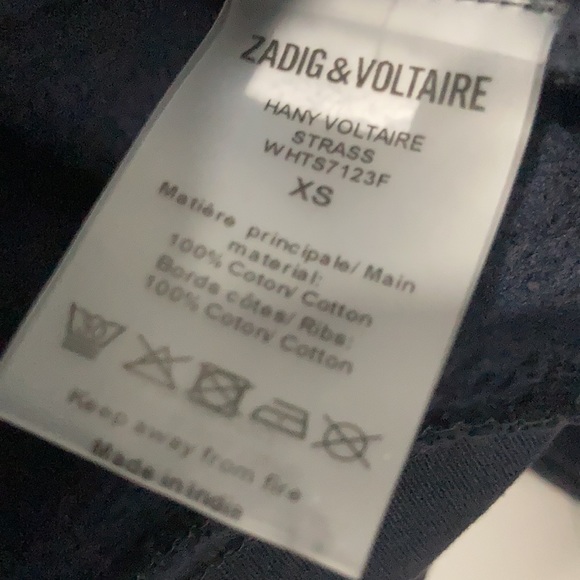 ZADIG&VOLTAIRE
HANY VOLTAIRE
STRASS
WHTS7123F
XS
Matière principale/ Main
material:
100% Coton/ Cotton
Bords côtes/ Ribs:
100% Coton/ Cotton
Keep away from fire
Made in India